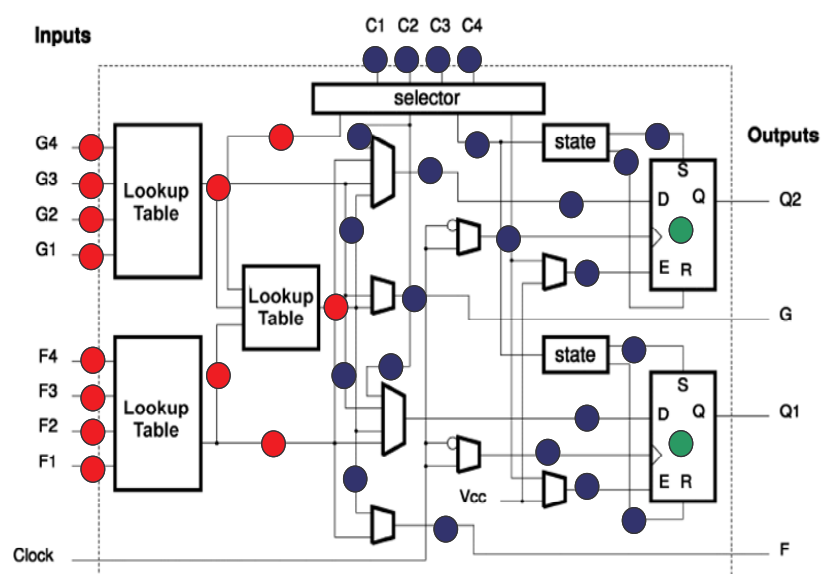 C1 C2 C3 C4
Inputs
selector
G4
G3
G2
G1
Lookup
Table
state
Outputs
S
D Q
E R
Q2
Lookup
Table
G
F4
F3
F2
F1
Lookup
Table
state
S
D Q
E R
Q1
Vcc
Clock
F